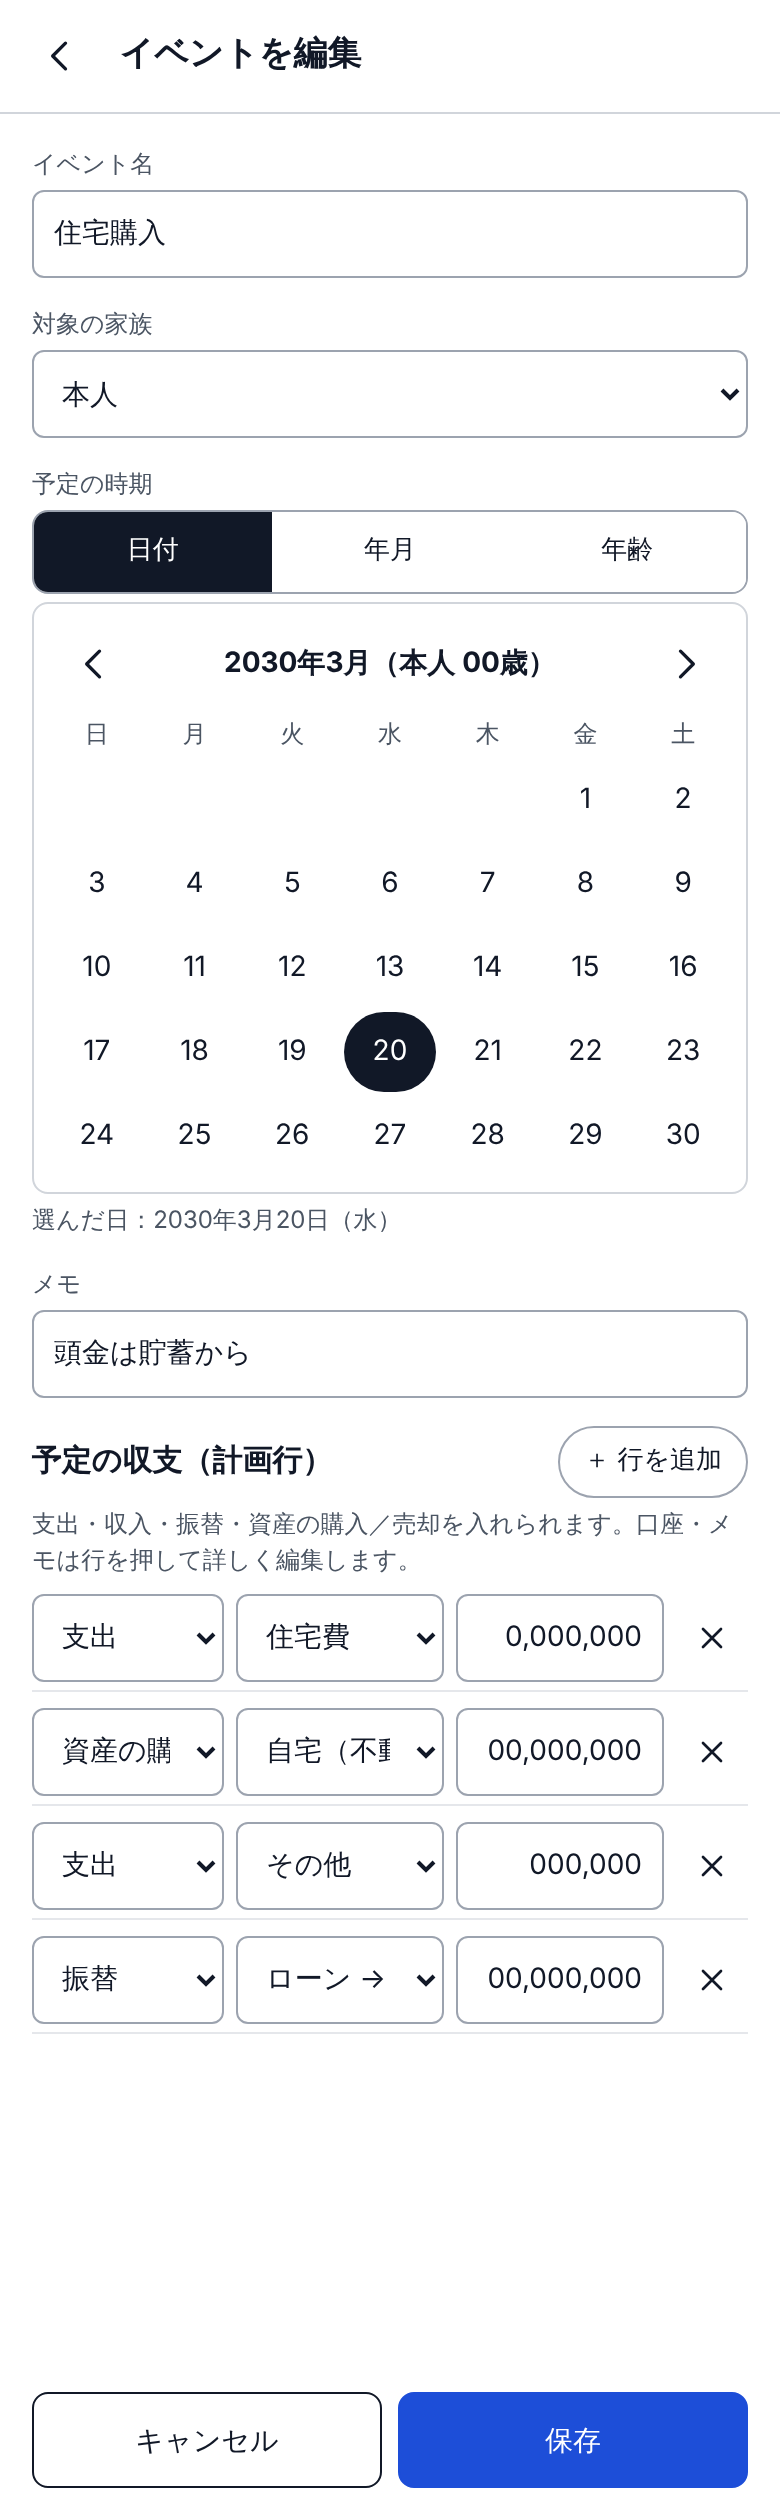 イベントを編集
イベント名
住宅購入
対象の家族
本人
予定の時期
日付 年月 年齢
2030年3月（本人 00歳）
日 月 火 水 木 金 土
1 2
3 4 5 6 7 8 9
10 11 12 13 14 15 16
17 18 19 20 21 22 23
24 25 26 27 28 29 30
選んだ日：2030年3月20日（水）
メモ
頭金は貯蓄から
予定の収支（計画行） ＋ 行を追加
支出・収入・振替・資産の購入／売却を入れられます。口座・メ
モは行を押して詳しく編集します。
支出 住宅費 0,000,000
資産の購 自宅（不動 00,000,000
支出 その他 000,000
振替 ローン → 00,000,000
キャンセル 保存